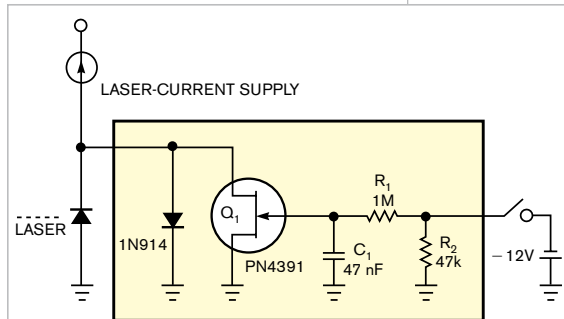 LASER-CURRENT SUPPLY
LASER
1N914
Q1
PN4391
C1
47 nF
R1
1M
R2
47k
−12V